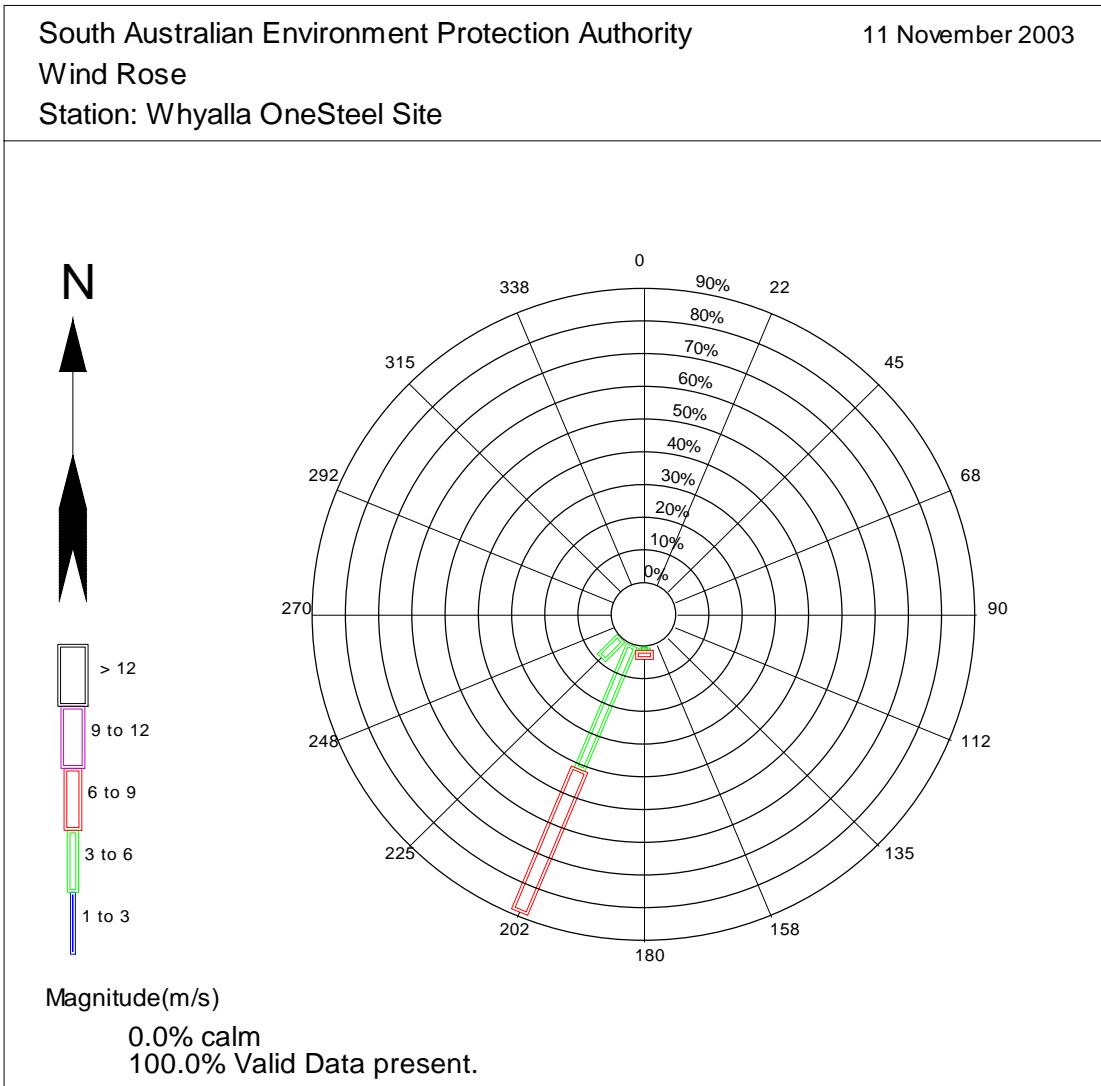 South Australian Environment Protection Authority 11 November 2003
Wind Rose
Station: Whyalla OneSteel Site
N
0
22
45
68
90
112
135
158
180
202
225
248
270
292
315
338
90%
80%
70%
60%
50%
40%
30%
20%
10%
0%
> 12
9 to 12
6 to 9
3 to 6
1 to 3
Magnitude(m/s)
0.0% calm
100.0% Valid Data present.